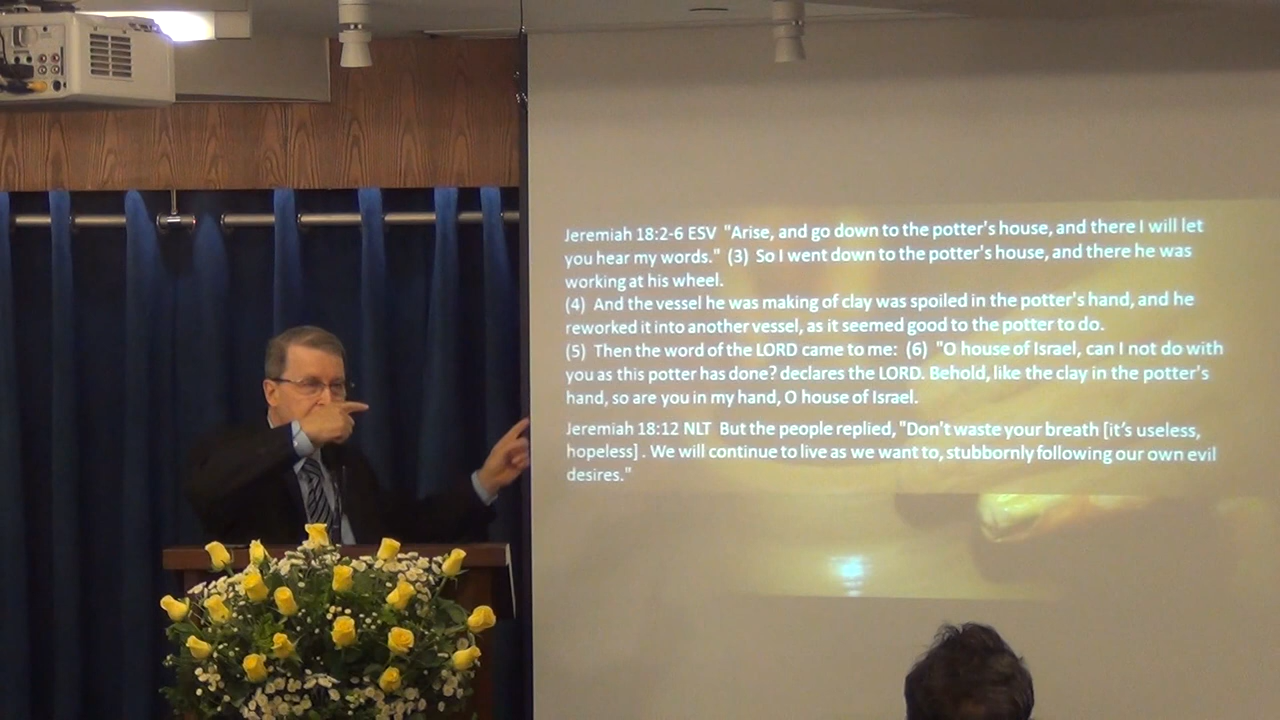 Jeremiah 18:2-6 ESV "Arise, and go down to the potter's house, and there I will let
you hear my words." (3) So I went down to the potter's house, and there he was
working at his wheel.
(4) And the vessel he was making of clay was spoiled in the potter's hand, and he
reworked it into another vessel, as it seemed good to the potter to do.
(5) Then the word of the LORD came to me: (6) "O house of Israel, can I not do with
you as this potter has done? declares the LORD. Behold, like the clay in the potter's
hand, so are you in my hand, O house of Israel.
Jeremiah 18:12 NLT But the people replied, "Don't waste your breath [it's useless,
hopeless] . We will continue to live as we want to, stubbornly following our own evil
desires."